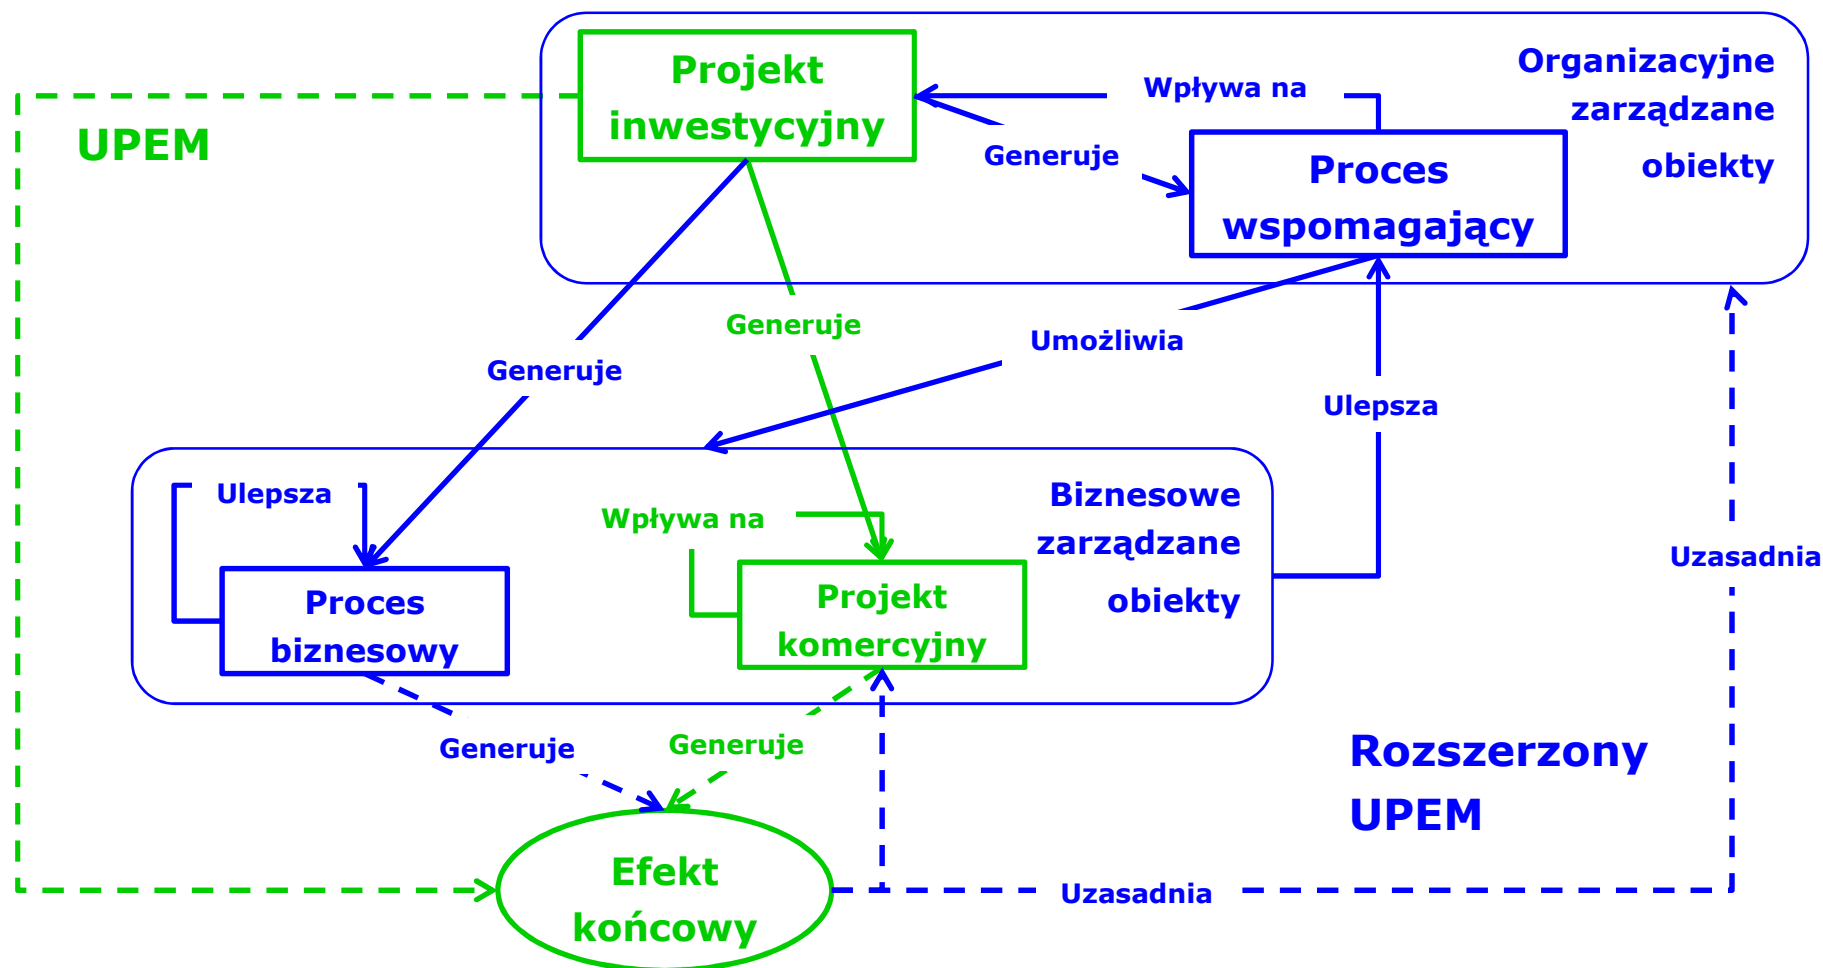 Projekt
inwestycyjny
Organizacyjne
zarządzane
obiekty
Wpływa na
UPEM
Generuje
Proces
wspomagający
Generuje
Umożliwia
Generuje
Ulepsza
Ulepsza
Wpływa na
Biznesowe
zarządzane
obiekty
Uzasadnia
Proces
biznesowy
Projekt
komercyjny
Generuje
Generuje
Rozszerzony
UPEM
Efekt
końcowy
Uzasadnia